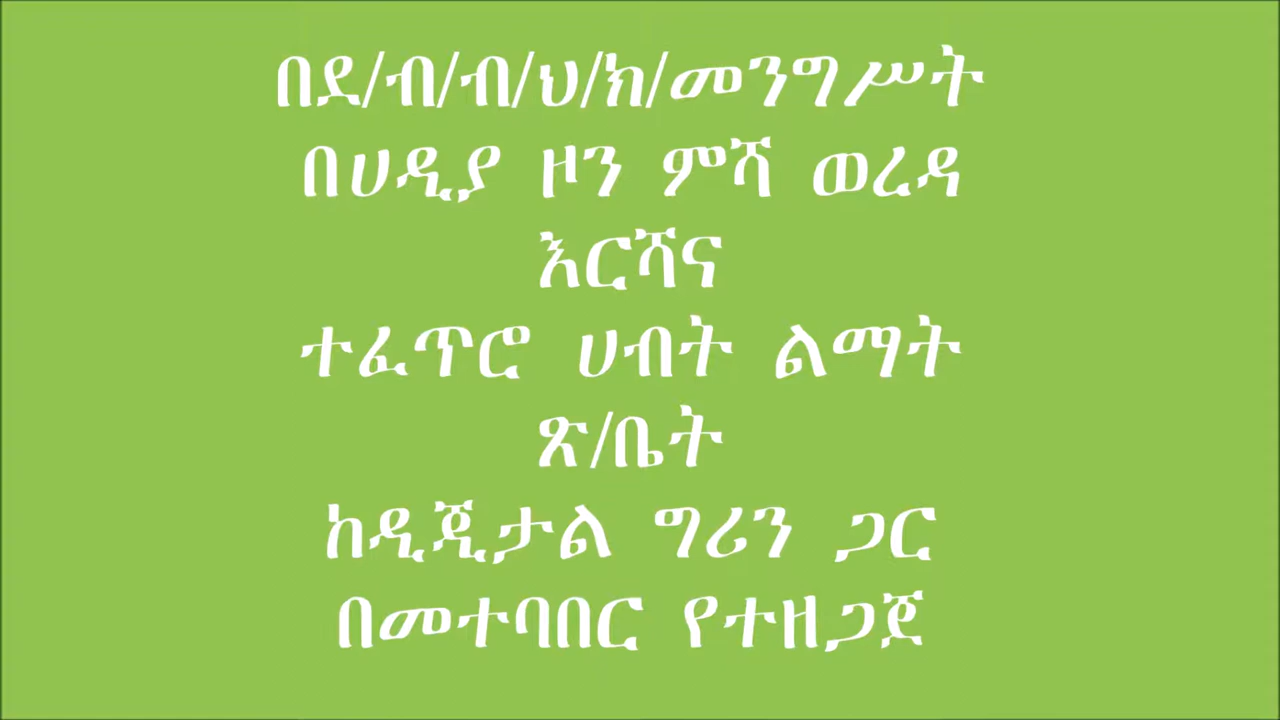 በደ/ብ/ብ/ህ/ክ/መንግሥት
በሀዲያ ዞን ምሻ ወረዳ
እርሻና
ተፈጥሮ ሀብት ልማት
ጽ/ቤት
ከዲጂታል ግሪን ጋር
በመተባበር የተዘጋጀ